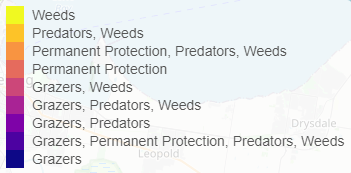 Weeds
Predators, Weeds
Permanent Protection, Predators, Weeds
Permanent Protection
Grazers, Weeds
Grazers, Predators, Weeds
Grazers, Predators
Drysdale
Grazers, Permanent Protection, Predators, Weeds
Leopold
Grazers